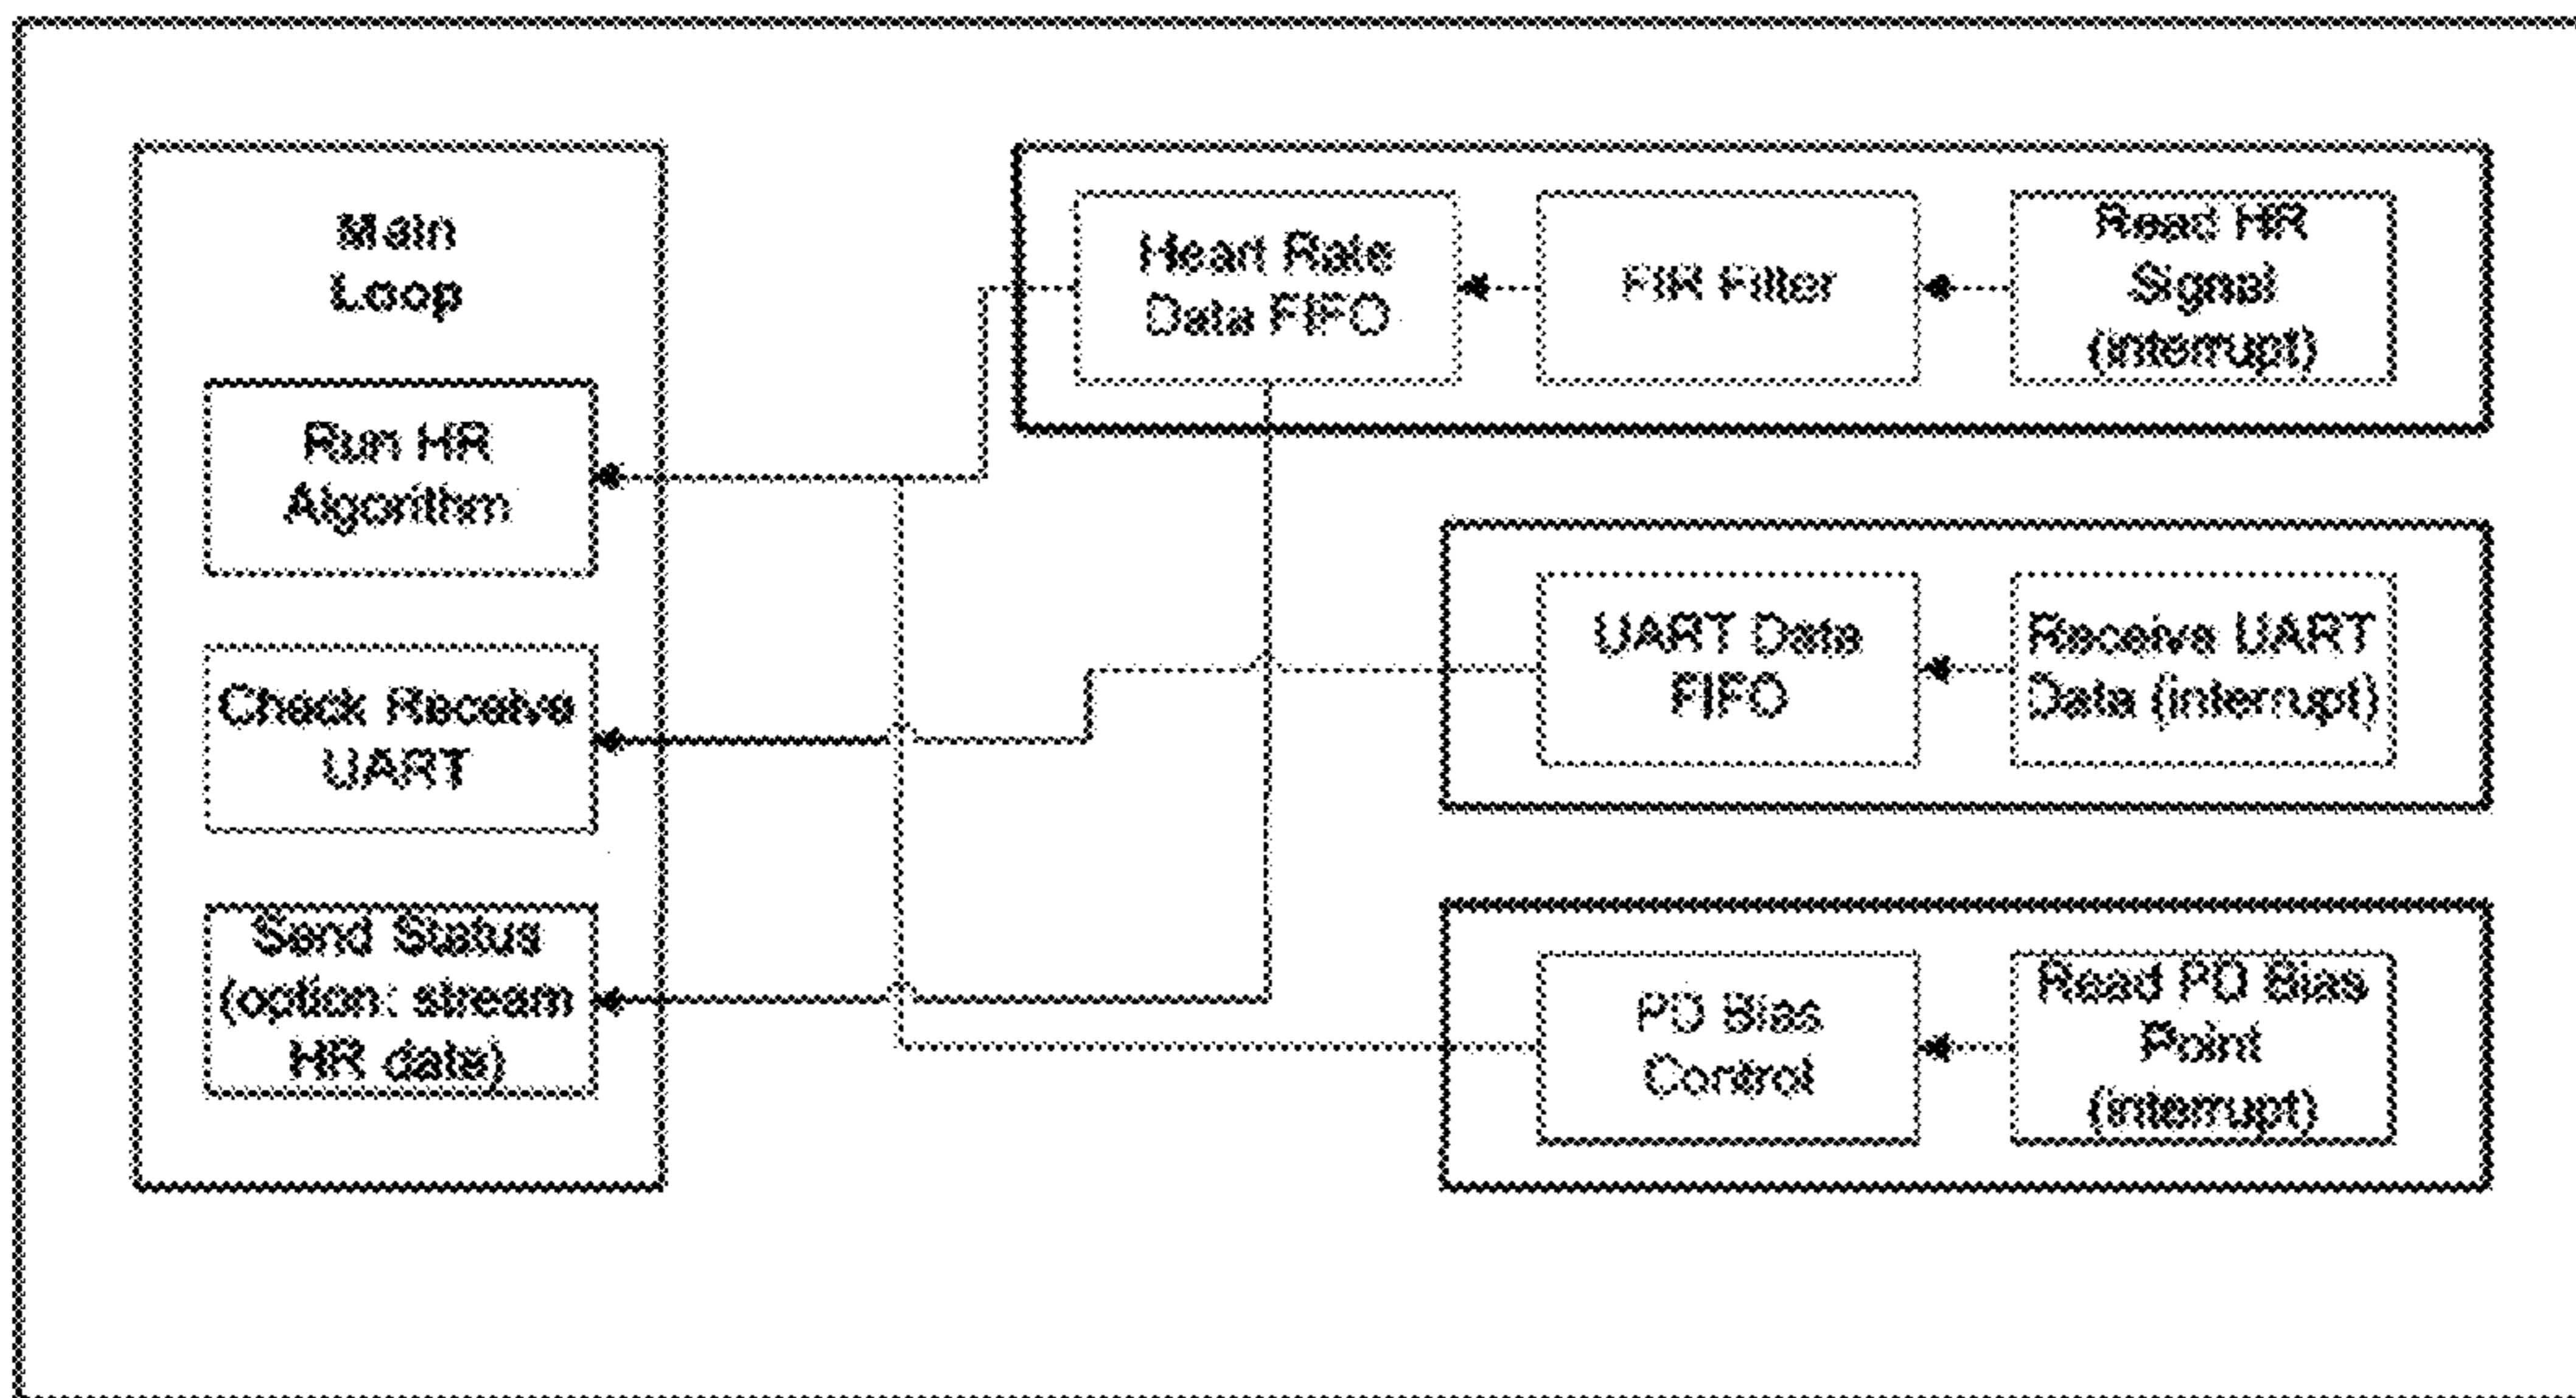 Main
Loop
Run HR
Algorithm
Check Receive
UART
Send Status
(option: stream
HR data)
Heart Rate
Data FIFO
FIR Filter
Read HR
Signal
(interrupt)
UART Data
FIFO
Receive UART
Data (interrupt)
PD Bias
Control
Read PD Bias
Point
(interrupt)